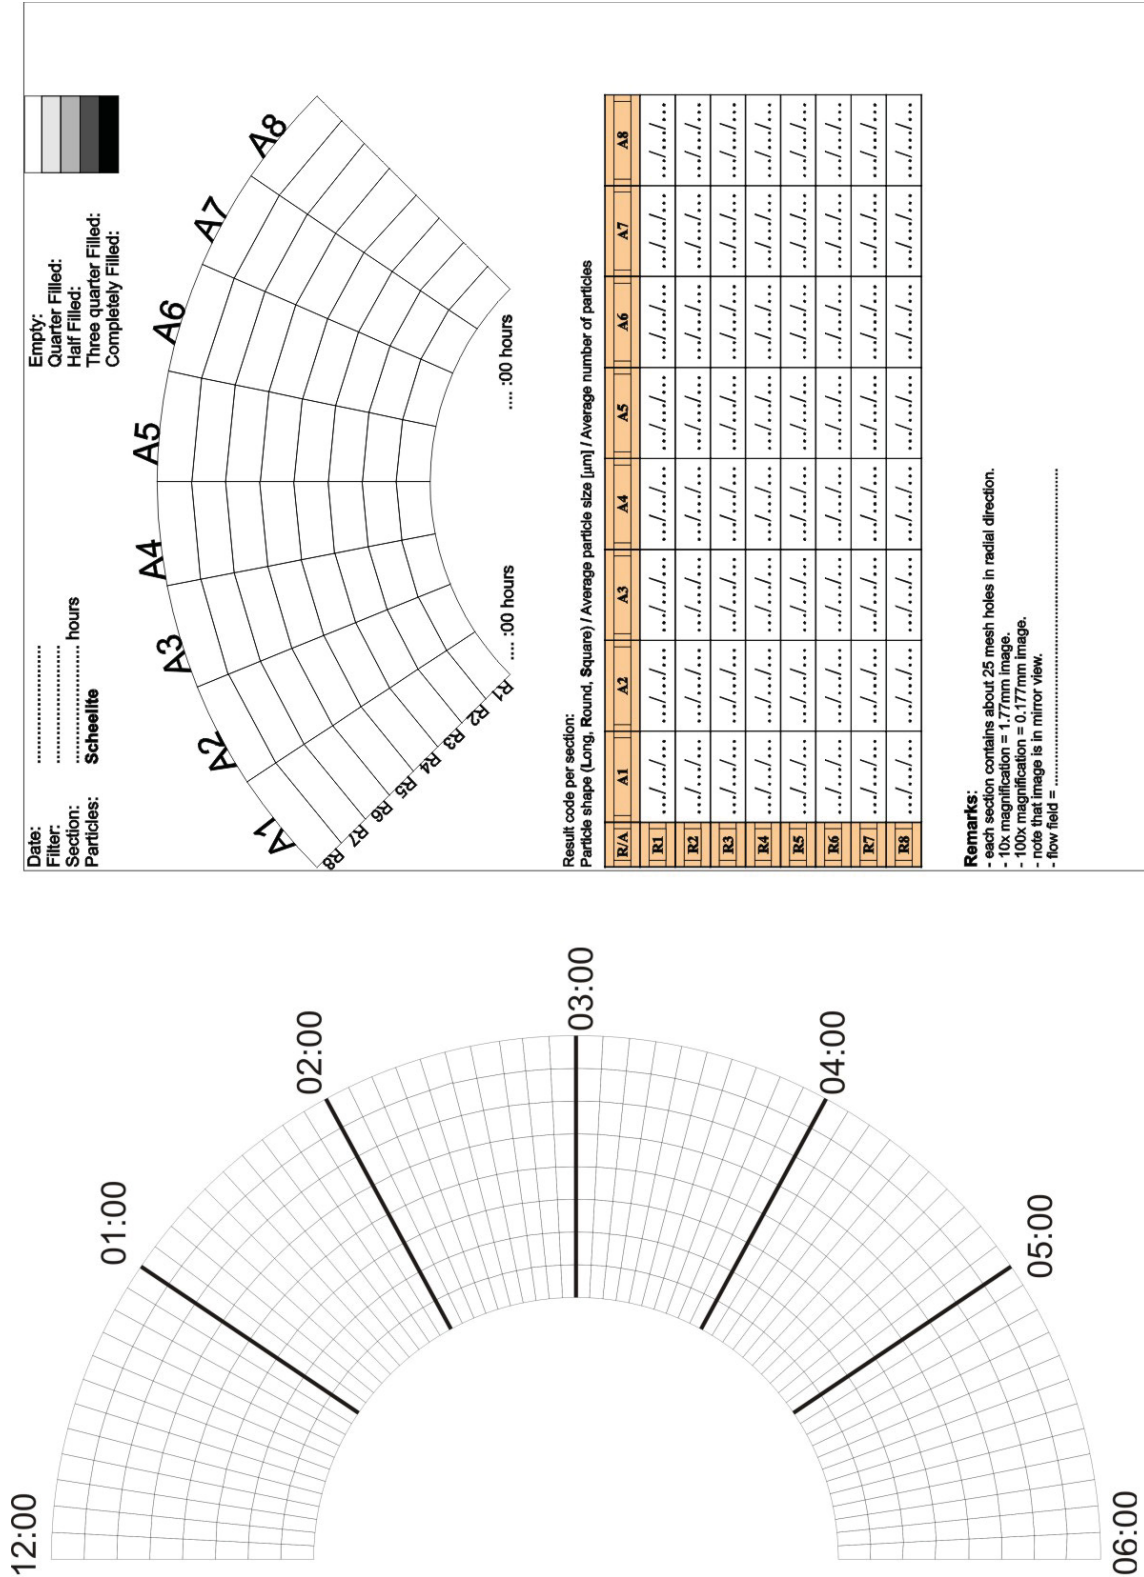 Date: ......................
Filter: ......................
Section: ...................... hours
Particles: Scheelite
Empty:
Quarter Filled:
Half Filled:
Three quarter Filled:
Completely Filled:
A1 A2 A3 A4 A5 A6 A7 A8
R8
R7
R6
R5
R4
R3
R2
R1
.... :00 hours .... :00 hours
Result code per section:
Particle shape (Long, Round, Square) / Average particle size [µm] / Average number of particles
R/A A1 A2 A3 A4 A5 A6 A7 A8
R1 .../...../... .../...../... .../...../... .../...../... .../...../... .../...../... .../...../... .../...../...
R2 .../...../... .../...../... .../...../... .../...../... .../...../... .../...../... .../...../... .../...../...
R3 .../...../... .../...../... .../...../... .../...../... .../...../... .../...../... .../...../... .../...../...
R4 .../...../... .../...../... .../...../... .../...../... .../...../... .../...../... .../...../... .../...../...
R5 .../...../... .../...../... .../...../... .../...../... .../...../... .../...../... .../...../... .../...../...
R6 .../...../... .../...../... .../...../... .../...../... .../...../... .../...../... .../...../... .../...../...
R7 .../...../... .../...../... .../...../... .../...../... .../...../... .../...../... .../...../... .../...../...
R8 .../...../... .../...../... .../...../... .../...../... .../...../... .../...../... .../...../... .../...../...
Remarks:
- each section contains about 25 mesh holes in radial direction.
- 10x magnification = 1.77mm image.
- 100x magnification = 0.177mm image.
- note that image is in mirror view.
- flow field = ..........................................................................
12:00
01:00
02:00
03:00
04:00
05:00
06:00